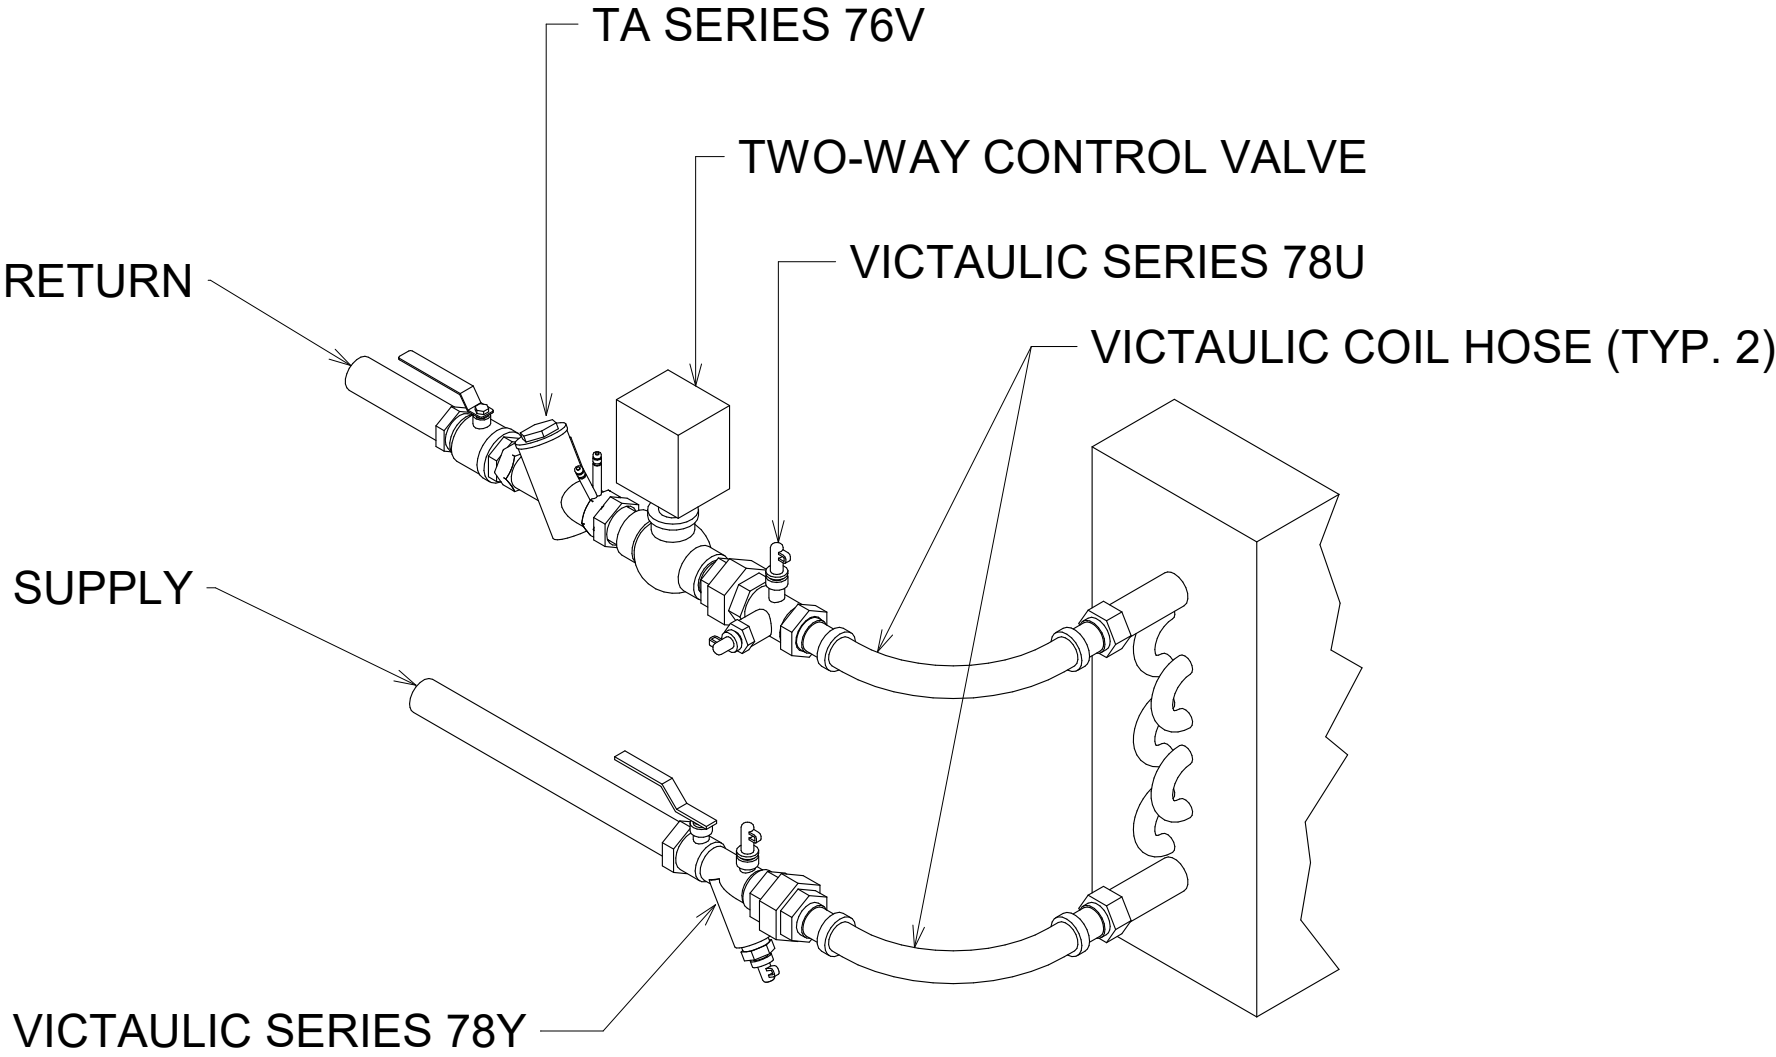 TA SERIES 76V
TWO-WAY CONTROL VALVE
VICTAULIC SERIES 78U
RETURN
VICTAULIC COIL HOSE (TYP. 2)
SUPPLY
VICTAULIC SERIES 78Y